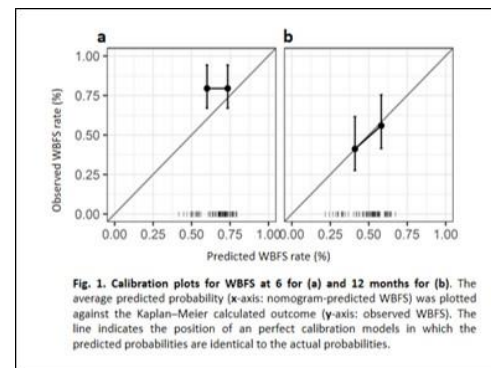 a
b
1.00
0.75
0.50
0.25
0.00
Observed WBFS rate (%)
0.00 0.25 0.50 0.75 1.00
0.00 0.25 0.50 0.75 1.00
Predicted WBFS rate (%)
Fig. 1. Calibration plots for WBFS at 6 for (a) and 12 months for (b). The
average predicted probability (x-axis: nomogram-predicted WBFS) was plotted
against the Kaplan–Meier calculated outcome (y-axis: observed WBFS). The
line indicates the position of an perfect calibration models in which the
predicted probabilities are identical to the actual probabilities.